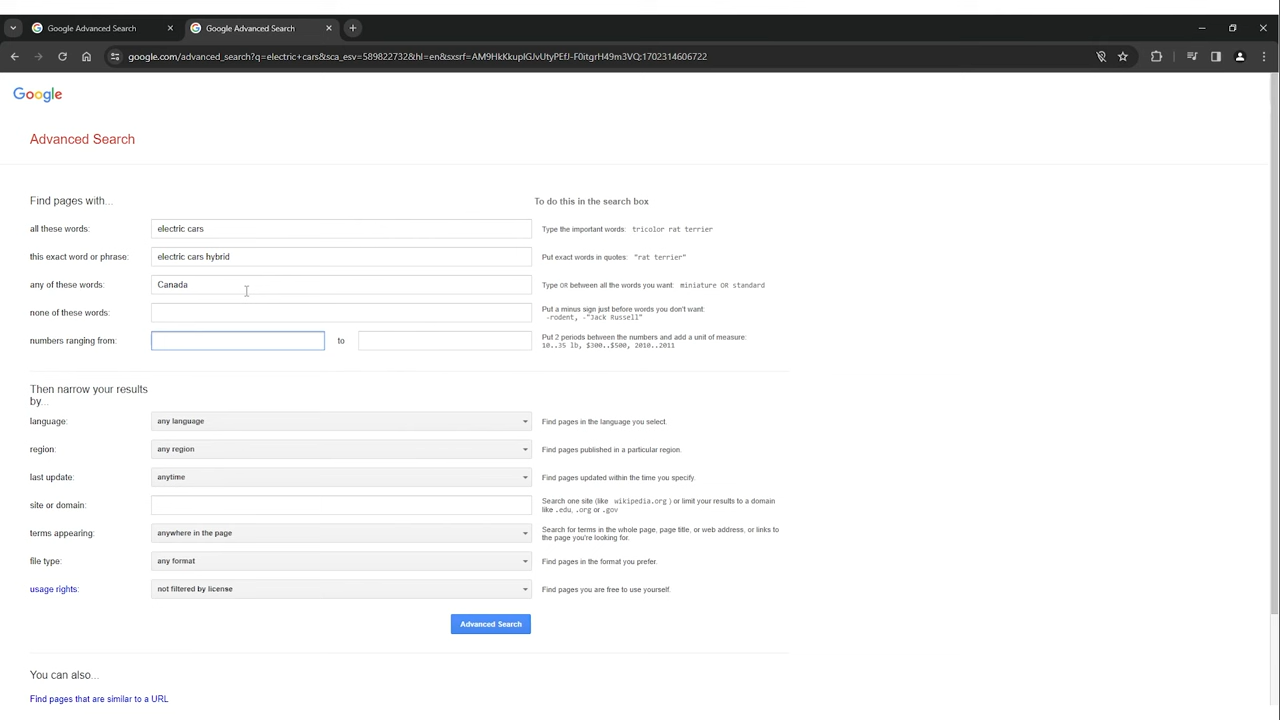 Google Advanced Search
Google Advanced Search
google.com/advanced_search?q=electric+cars&sca_esv=589822732&hl=en&sxsrf=AM9HkKkupIGJvUtyPEfJ-F0itgrH49m3VQ:1702314606722
Google
Advanced Search
Find pages with...
To do this in the search box
all these words:
electric cars
Type the important words: tricolor rat terrier
this exact word or phrase:
electric cars hybrid
Put exact words in quotes: "rat terrier"
any of these words:
Canada
Type OR between all the words you want: miniature OR standard
none of these words:
Put a minus sign just before words you don't want:
-rodent, -"Jack Russell"
numbers ranging from:
to
Put 2 periods between the numbers and add a unit of measure:
10..35 lb, $300..$500, 2010..2011
Then narrow your results
by...
language:
any language
Find pages in the language you select.
region:
any region
Find pages published in a particular region.
last update:
anytime
Find pages updated within the time you specify.
site or domain:
Search one site (like wikipedia.org ) or limit your results to a domain
like .edu, .org or .gov
terms appearing:
anywhere in the page
Search for terms in the whole page, page title, or web address, or links to
the page you're looking for.
file type:
any format
Find pages in the format you prefer.
usage rights:
not filtered by license
Find pages you are free to use yourself.
Advanced Search
You can also...
Find pages that are similar to a URL